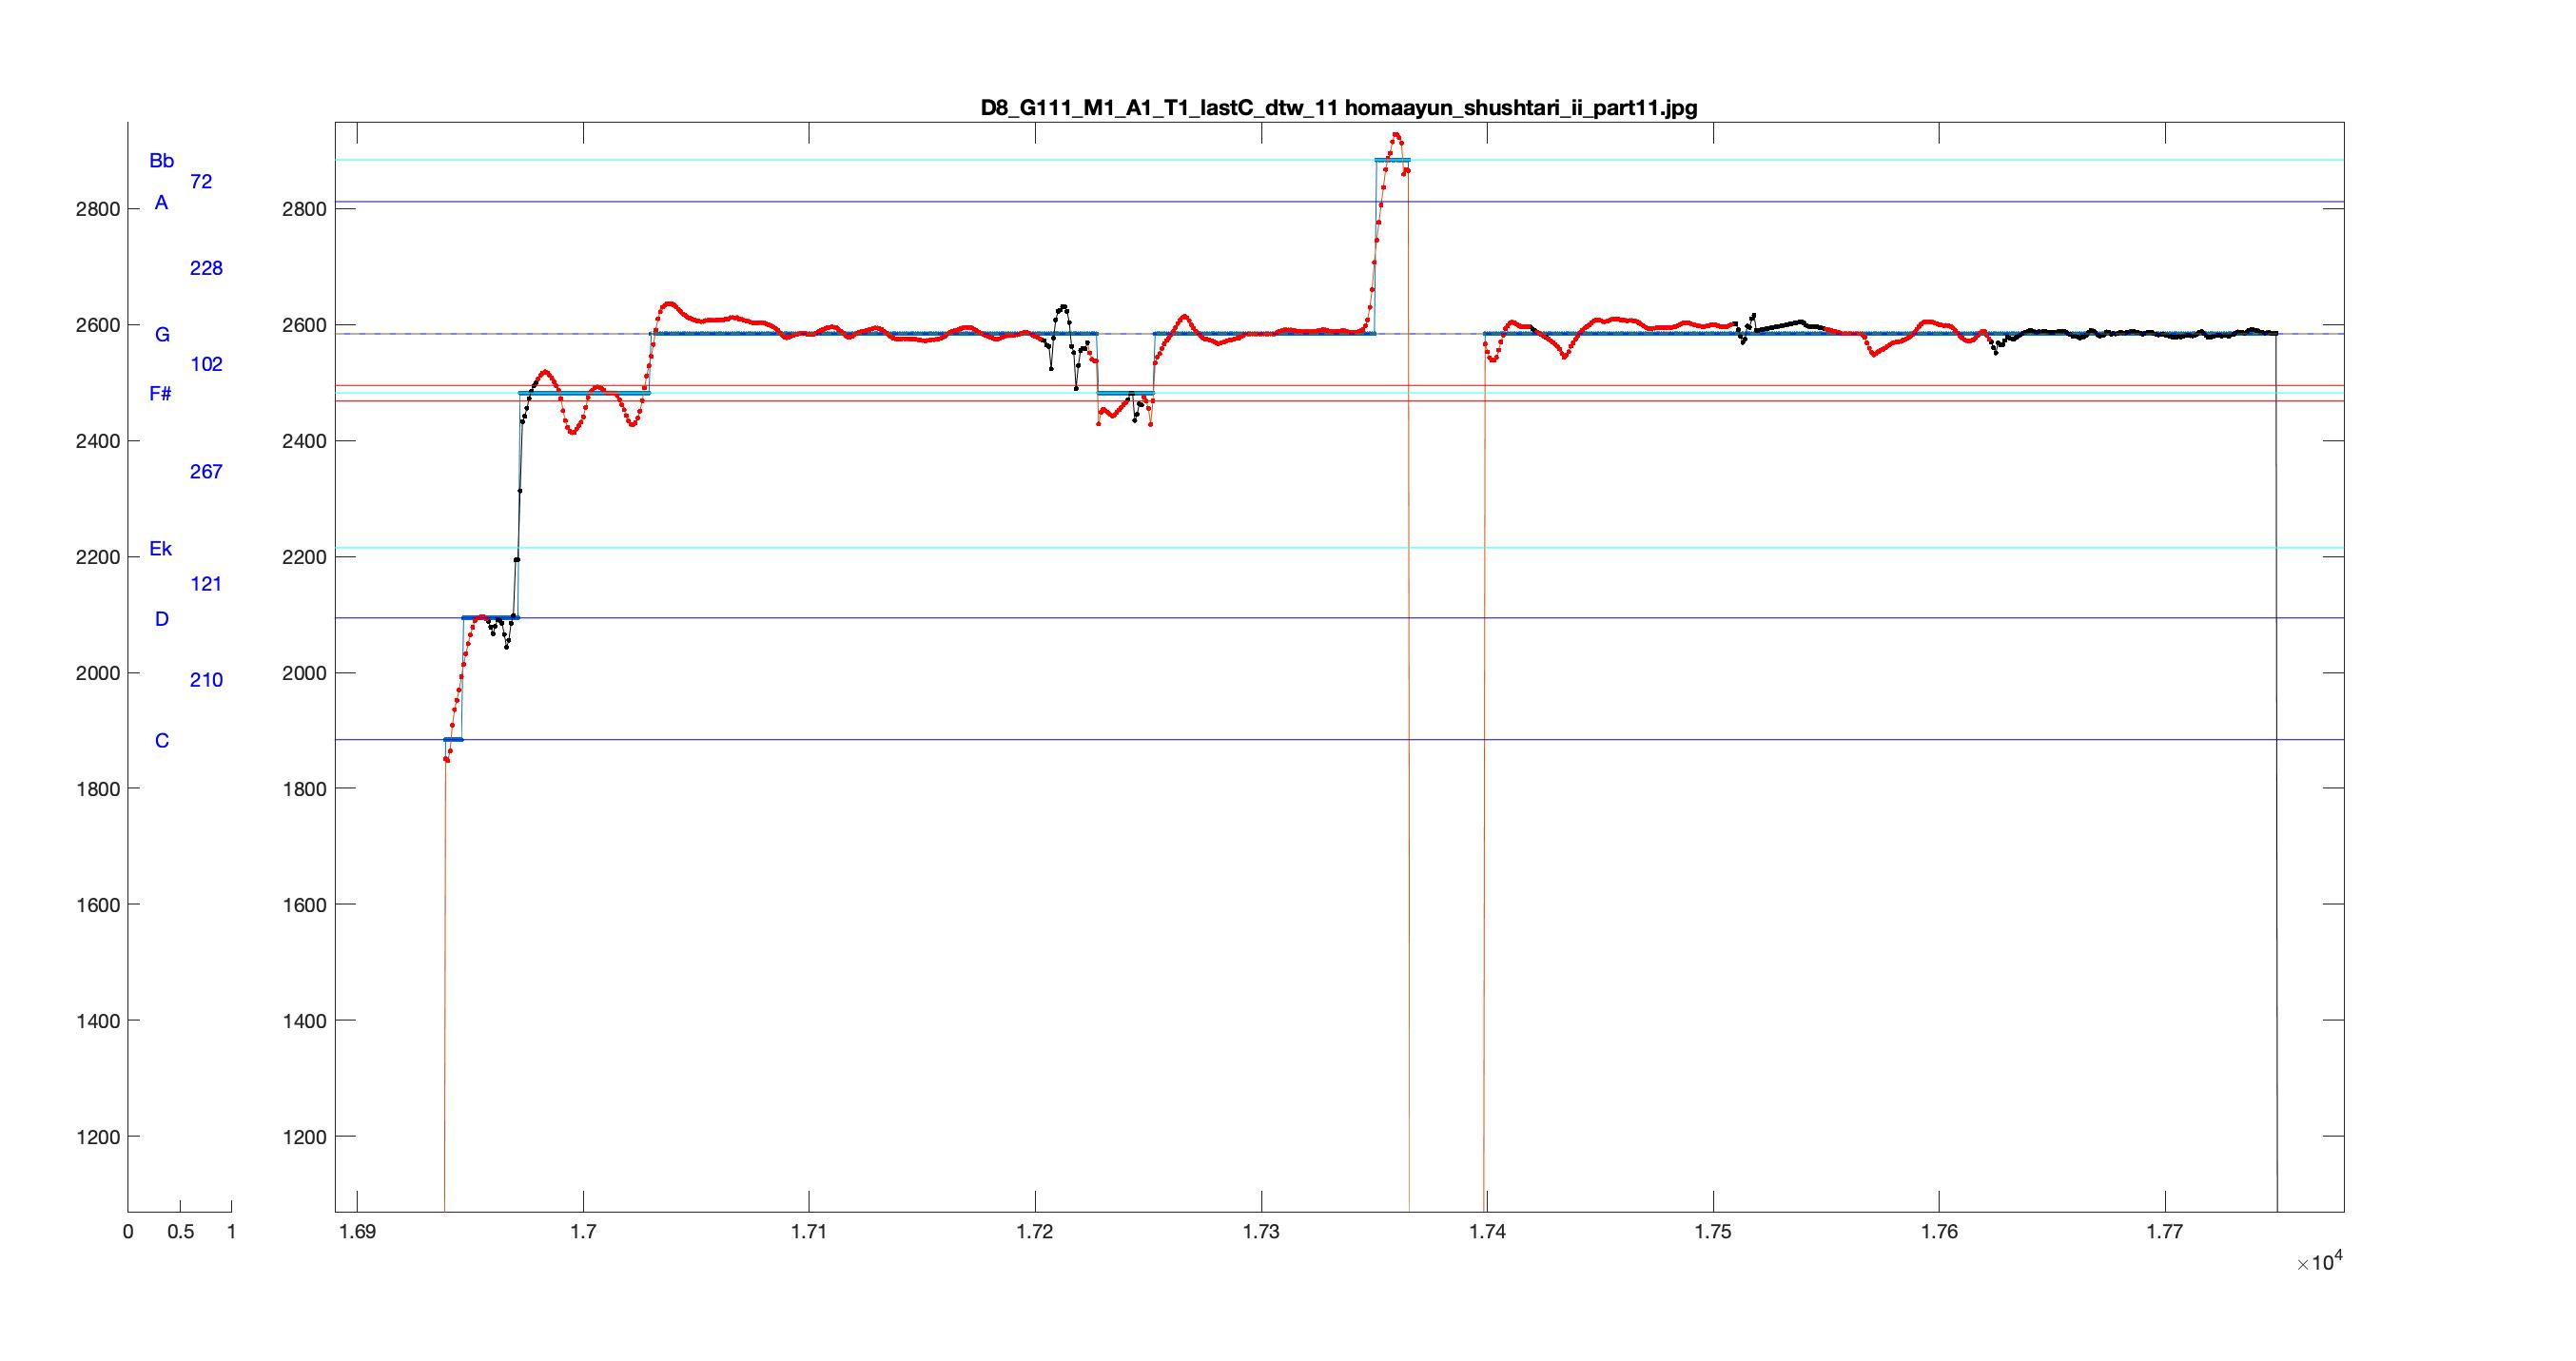 D8_G111_M1_A1_T1_lastC_dtw_11 homaayun_shushtari_ii_part11.jpg
Bb
72
A
2800 2800
228
2600 2600
G
102
F#
2400 2400
267
Ek
2200 2200
121
D
2000 2000
210
C
1800 1800
1600 1600
1400 1400
1200 1200
0 0.5 1 1.69 1.7 1.71 1.72 1.73 1.74 1.75 1.76 1.77
×10⁴